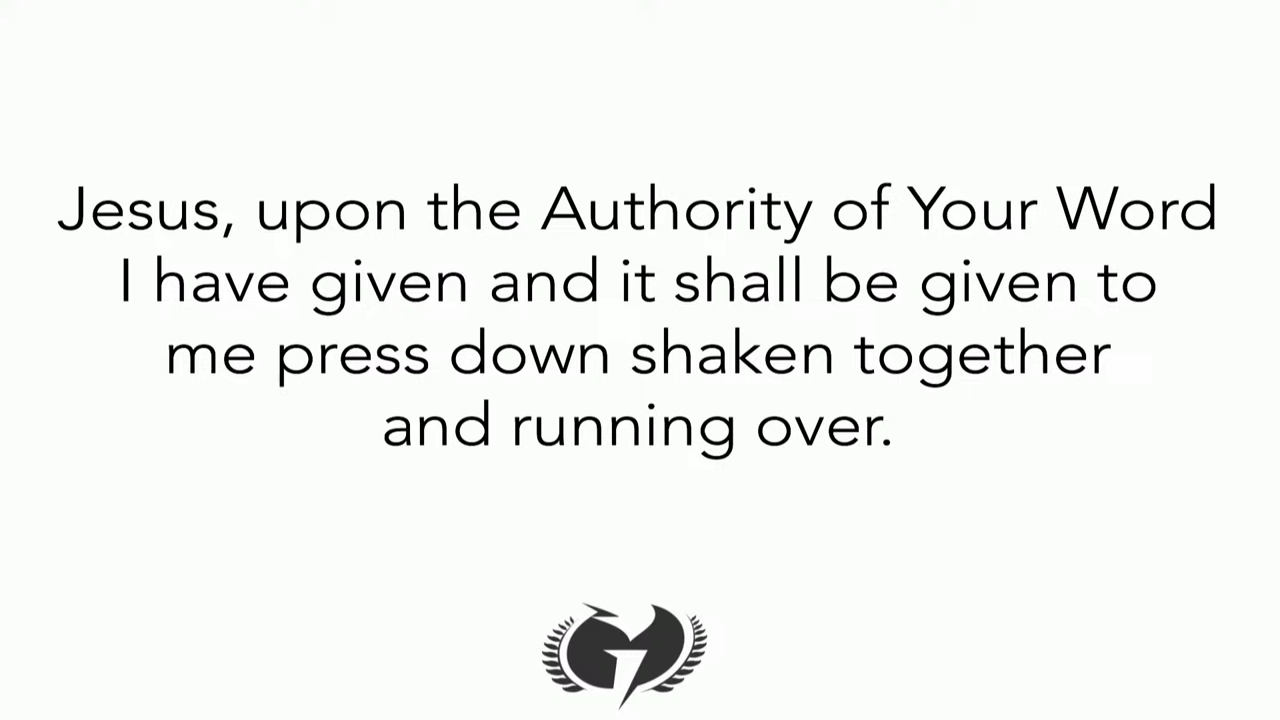 Jesus, upon the Authority of Your Word
I have given and it shall be given to
me press down shaken together
and running over.